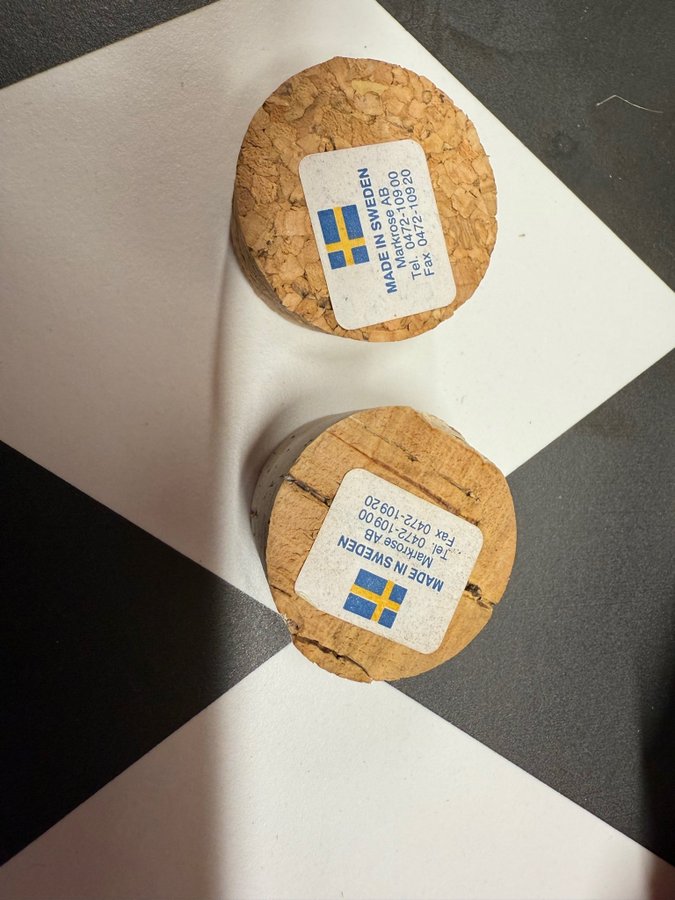 MADE IN SWEDEN
Markrose AB
Tel. 0472-109 00
Fax 0472-109 20
MADE IN SWEDEN
Markrose AB
Tel. 0472-109 00
Fax 0472-109 20